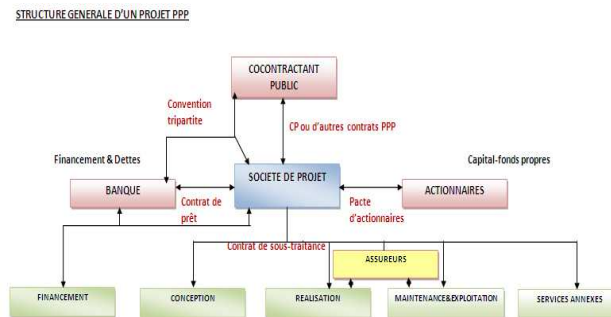 STRUCTURE GENERALE D'UN PROJET PPP
COCONTRACTANT
PUBLIC
Convention
tripartite
CP ou d'autres contrats PPP
Financement & Dettes
Capital-fonds propres
BANQUE
SOCIETE DE PROJET
ACTIONNAIRES
Contrat de
prêt
Pacte
d'actionnaires
Contrat de sous-traitance
ASSUREURS
FINANCEMENT
CONCEPTION
REALISATION
MAINTENANCE&EXPLOITATION
SERVICES ANNEXES